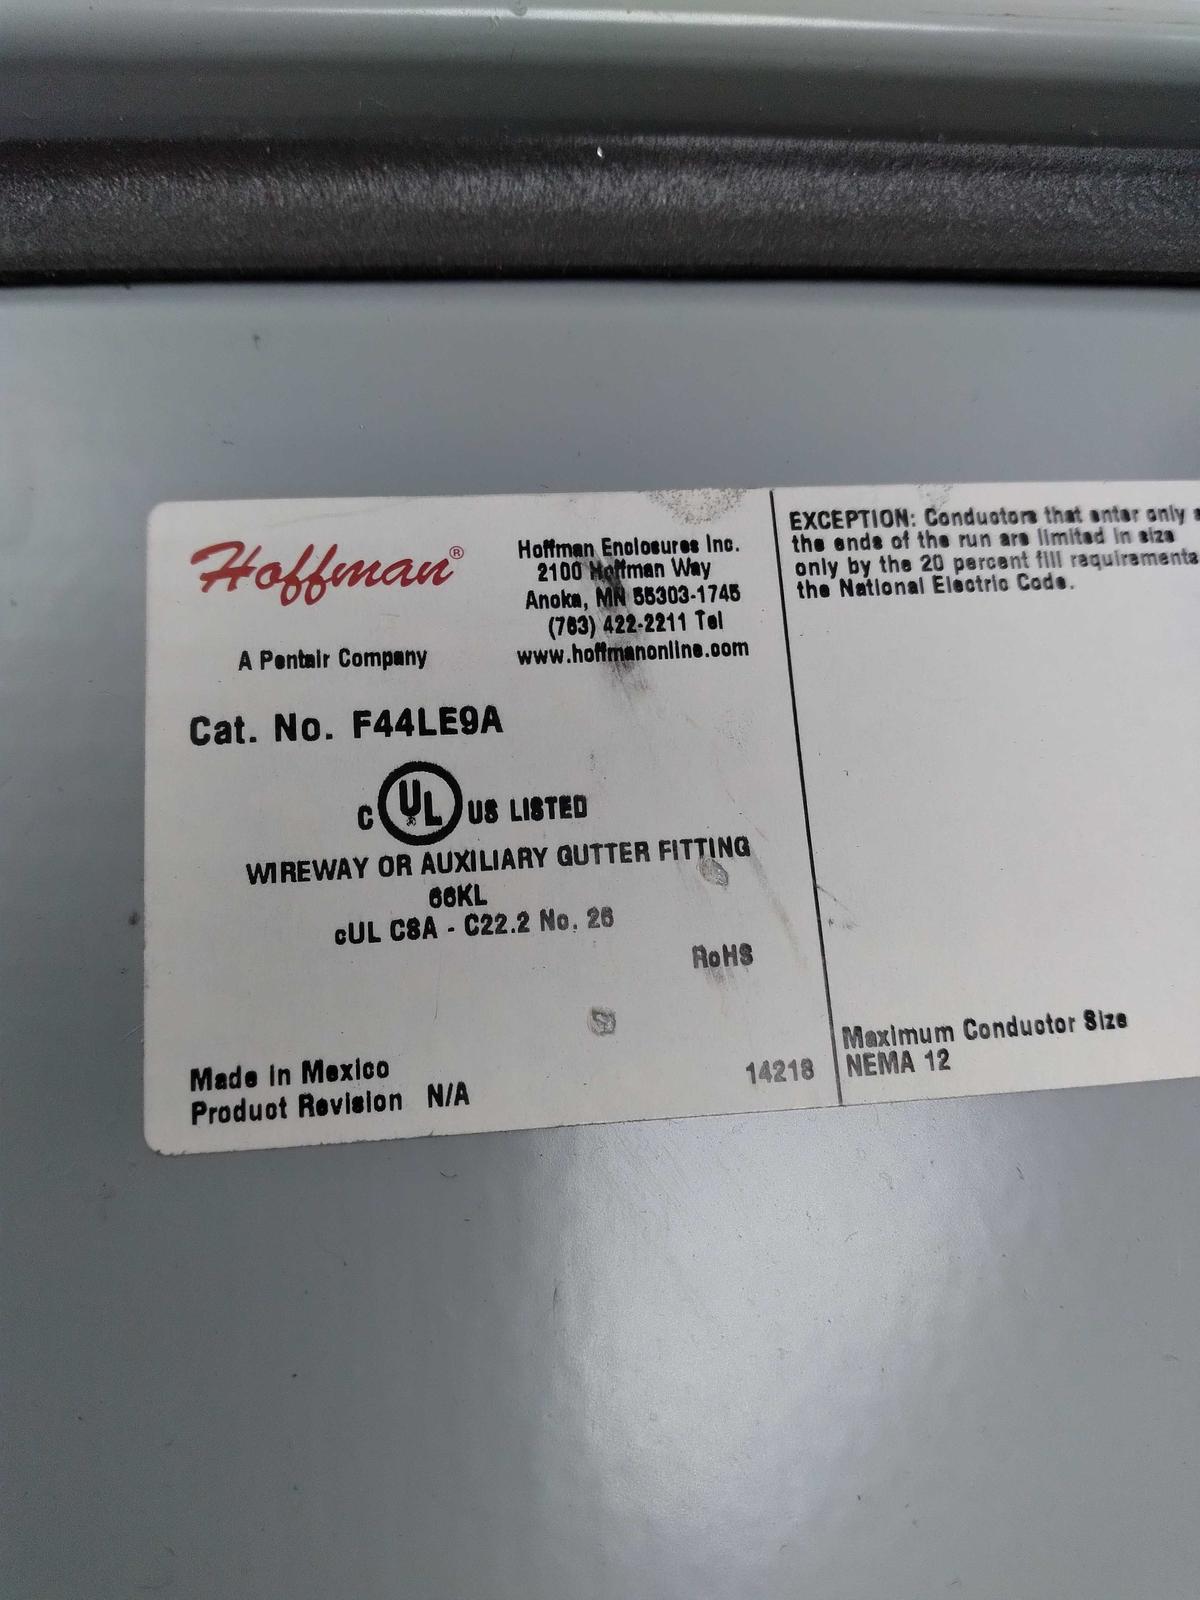 Hoffman®
A Pentair Company
Hoffman Enclosures Inc.
2100 Hoffman Way
Anoka, MN 55303-1745
(763) 422-2211 Tel
www.hoffmanonline.com
Cat. No. F44LE9A
C UL US LISTED
WIREWAY OR AUXILIARY GUTTER FITTING
66KL
cUL CSA - C22.2 No. 26
RoHS
Made in Mexico
Product Revision N/A
14218
EXCEPTION: Conductors that enter only
the ends of the run are limited in size
only by the 20 percent fill requirements
the National Electric Code.
Maximum Conductor Size
NEMA 12